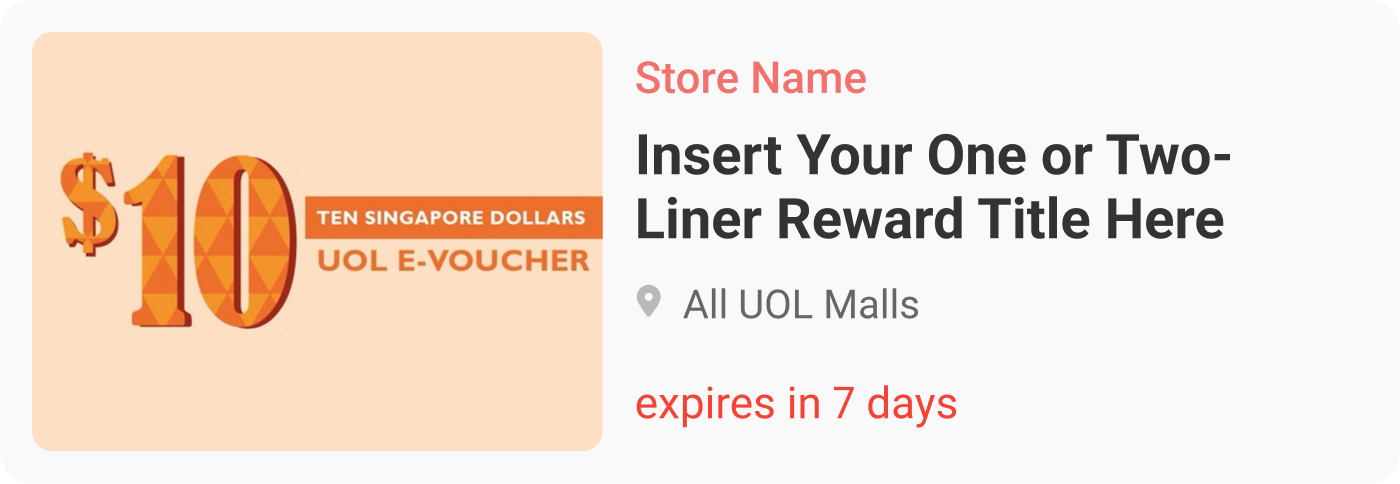 $10
TEN SINGAPORE DOLLARS
UOL E-VOUCHER
Store Name
Insert Your One or Two-
Liner Reward Title Here
All UOL Malls
expires in 7 days